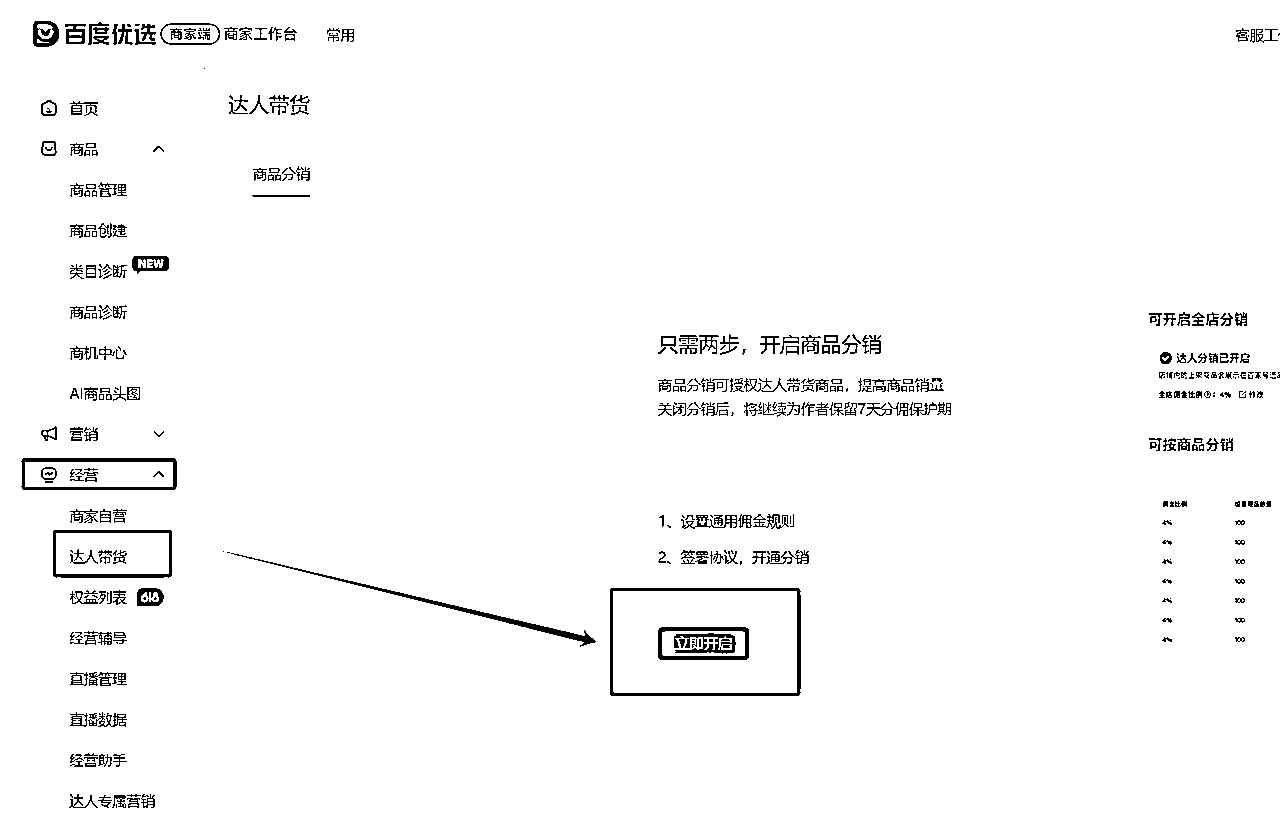 百度优选 商家端 商家工作台 常用 客服工
首页
商品
商品管理
商品创建
类目诊断 NEW
商品诊断
商机中心
AI商品头图
营销
经营
商家自营
达人带货
权益列表 618
经营辅导
直播管理
直播数据
经营助手
达人专属营销
达人带货
商品分销
只需两步，开启商品分销
商品分销可授权达人带货商品，提高商品销量
关闭分销后，将继续为作者保留7天分佣保护期
1、设置通用佣金规则
2、签署协议，开通分销
立即开启
可开启全店分销
达人分销已开启
全店佣金比例 4% 修改
可按商品分销
佣金比例
4% 100
4% 100
4% 100
4% 100
4% 100
4% 100
4% 100